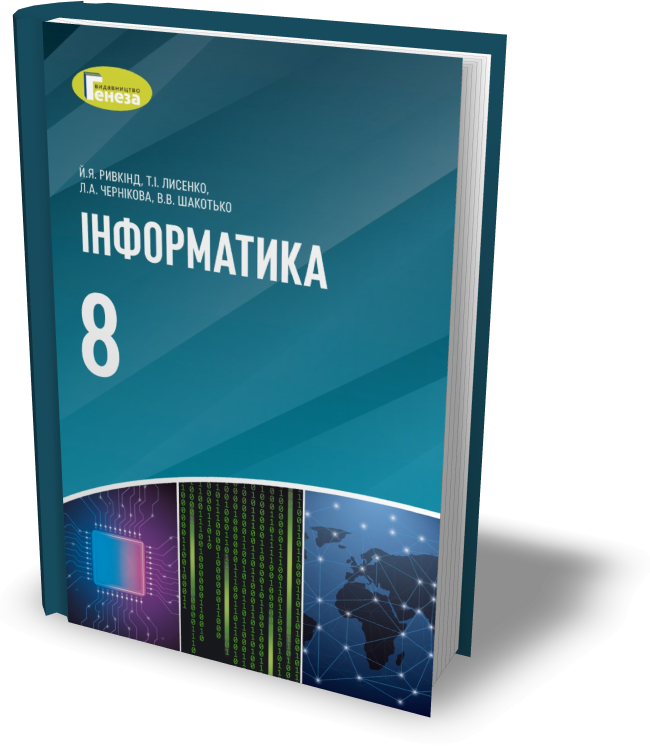 ВИДАВНИЦТВО
Генеза
Й.Я. РИВКІНД, Т.І. ЛИСЕНКО,
Л.А. ЧЕРНІКОВА, В.В. ШАКОТЬКО
ІНФОРМАТИКА
8